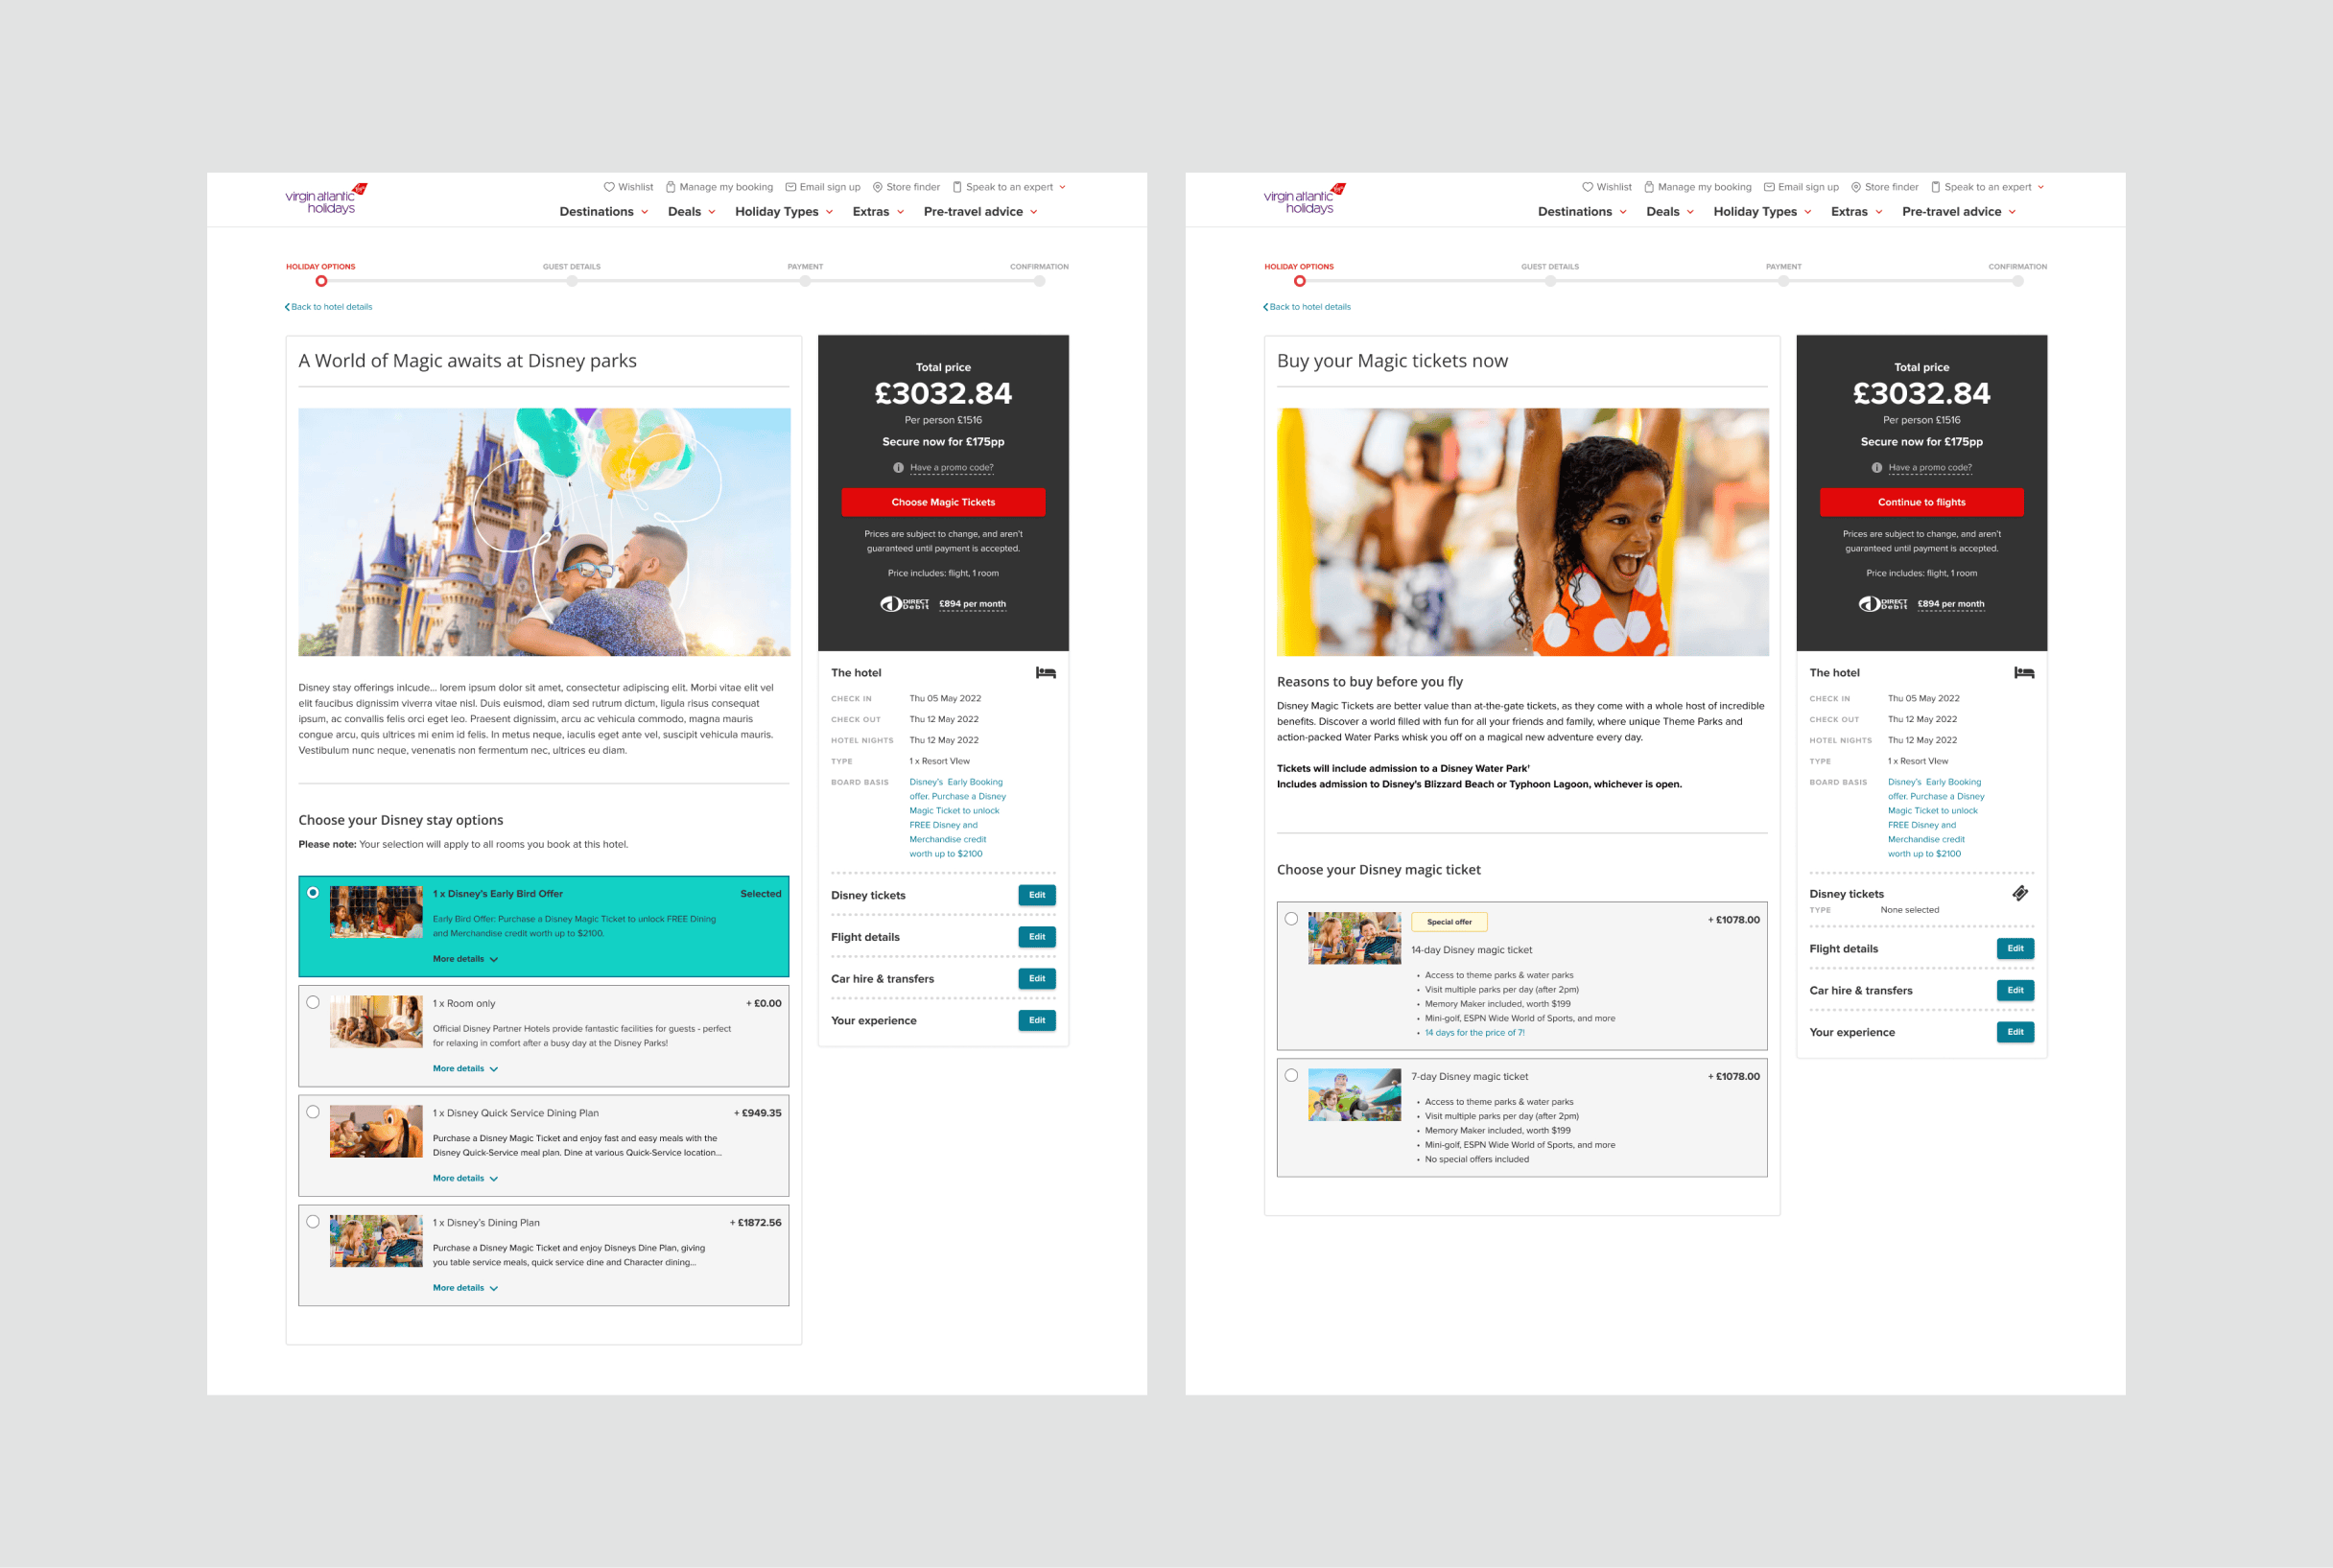 virgin atlantic
holidays
Wishlist Manage my booking Email sign up Store finder Speak to an expert
Destinations Deals Holiday Types Extras Pre-travel advice
HOLIDAY OPTIONS GUEST DETAILS PAYMENT CONFIRMATION
Back to hotel details
A World of Magic awaits at Disney parks
Disney stay offerings inlcude... lorem ipsum dolor sit amet, consectetur adipiscing elit. Morbi vitae elit vel
elit faucibus dignissim viverra vitae nisl. Duis euismod, diam sed rutrum dictum, ligula risus consequat
ipsum, ac convallis felis orci eget leo. Praesent dignissim, arcu ac vehicula commodo, magna mauris
congue arcu, quis ultrices mi enim id felis. In metus neque, iaculis eget ante vel, suscipit vehicula mauris.
Vestibulum nunc neque, venenatis non fermentum nec, ultrices eu diam.
Choose your Disney stay options
Please note: Your selection will apply to all rooms you book at this hotel.
1 x Disney's Early Bird Offer Selected
Early Bird Offer: Purchase a Disney Magic Ticket to unlock FREE Dining
and Merchandise credit worth up to $2100.
More details
1 x Room only + £0.00
Official Disney Partner Hotels provide fantastic facilities for guests - perfect
for relaxing in comfort after a busy day at the Disney Parks!
More details
1 x Disney Quick Service Dining Plan + £949.35
Purchase a Disney Magic Ticket and enjoy fast and easy meals with the
Disney Quick-Service meal plan. Dine at various Quick-Service location...
More details
1 x Disney's Dining Plan + £1872.56
Purchase a Disney Magic Ticket and enjoy Disneys Dine Plan, giving
you table service meals, quick service dine and Character dining...
More details
Total price
£3032.84
Per person £1516
Secure now for £175pp
Have a promo code?
Choose Magic Tickets
Prices are subject to change, and aren't
guaranteed until payment is accepted.
Price includes: flight, 1 room
DIRECT Debit £894 per month
The hotel
CHECK IN Thu 05 May 2022
CHECK OUT Thu 12 May 2022
HOTEL NIGHTS Thu 12 May 2022
TYPE 1 x Resort VIew
BOARD BASIS Disney's Early Booking
offer. Purchase a Disney
Magic Ticket to unlock
FREE Disney and
Merchandise credit
worth up to $2100
Disney tickets Edit
Flight details Edit
Car hire & transfers Edit
Your experience Edit
virgin atlantic
holidays
Wishlist Manage my booking Email sign up Store finder Speak to an expert
Destinations Deals Holiday Types Extras Pre-travel advice
HOLIDAY OPTIONS GUEST DETAILS PAYMENT CONFIRMATION
Back to hotel details
Buy your Magic tickets now
Reasons to buy before you fly
Disney Magic Tickets are better value than at-the-gate tickets, as they come with a whole host of incredible
benefits. Discover a world filled with fun for all your friends and family, where unique Theme Parks and
action-packed Water Parks whisk you off on a magical new adventure every day.
Tickets will include admission to a Disney Water Park'
Includes admission to Disney's Blizzard Beach or Typhoon Lagoon, whichever is open.
Choose your Disney magic ticket
Special offer + £1078.00
14-day Disney magic ticket
• Access to theme parks & water parks
• Visit multiple parks per day (after 2pm)
• Memory Maker included, worth $199
• Mini-golf, ESPN Wide World of Sports, and more
• 14 days for the price of 7!
7-day Disney magic ticket + £1078.00
• Access to theme parks & water parks
• Visit multiple parks per day (after 2pm)
• Memory Maker included, worth $199
• Mini-golf, ESPN Wide World of Sports, and more
• No special offers included
Total price
£3032.84
Per person £1516
Secure now for £175pp
Have a promo code?
Continue to flights
Prices are subject to change, and aren't
guaranteed until payment is accepted.
Price includes: flight, 1 room
DIRECT Debit £894 per month
The hotel
CHECK IN Thu 05 May 2022
CHECK OUT Thu 12 May 2022
HOTEL NIGHTS Thu 12 May 2022
TYPE 1 x Resort VIew
BOARD BASIS Disney's Early Booking
offer. Purchase a Disney
Magic Ticket to unlock
FREE Disney and
Merchandise credit
worth up to $2100
Disney tickets
TYPE None selected
Flight details Edit
Car hire & transfers Edit
Your experience Edit